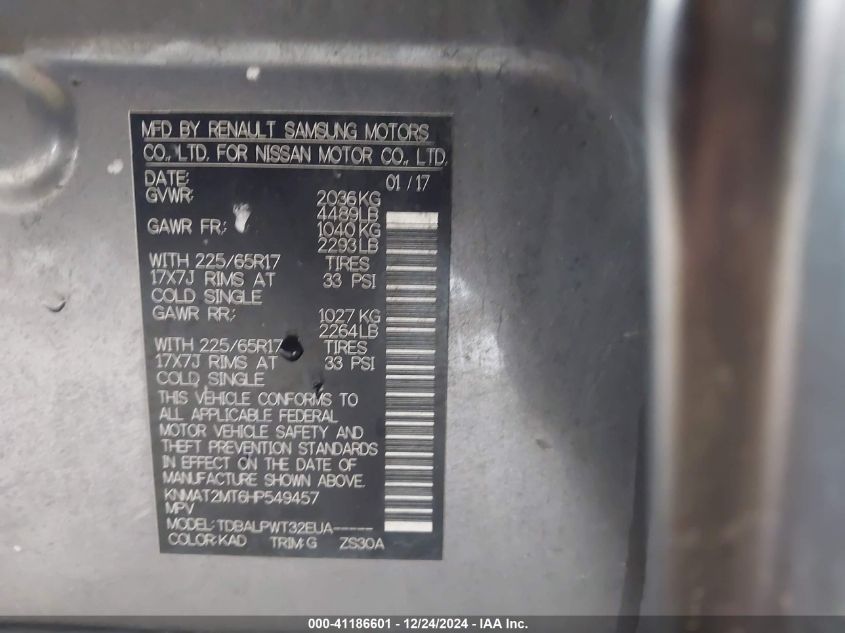 MFD BY RENAULT SAMSUNG MOTORS
CO., LTD. FOR NISSAN MOTOR CO., LTD.
DATE: 01 / 17
GVWR: 2036 KG
4489 LB
GAWR FR: 1040 KG
2293 LB
WITH 225/65R17 TIRES
17X7J RIMS AT 33 PSI
COLD SINGLE
GAWR RR: 1027 KG
2264 LB
WITH 225/65R17 TIRES
17X7J RIMS AT 33 PSI
COLD SINGLE
THIS VEHICLE CONFORMS TO
ALL APPLICABLE FEDERAL
MOTOR VEHICLE SAFETY AND
THEFT PREVENTION STANDARDS
IN EFFECT ON THE DATE OF
MANUFACTURE SHOWN ABOVE.
KNMAT2MT6HP549457
MPV
MODEL: TDBALPWT32EUA-----
COLOR: KAD TRIM: G ZS30A
000-41186601 - 12/24/2024 - IAA Inc.